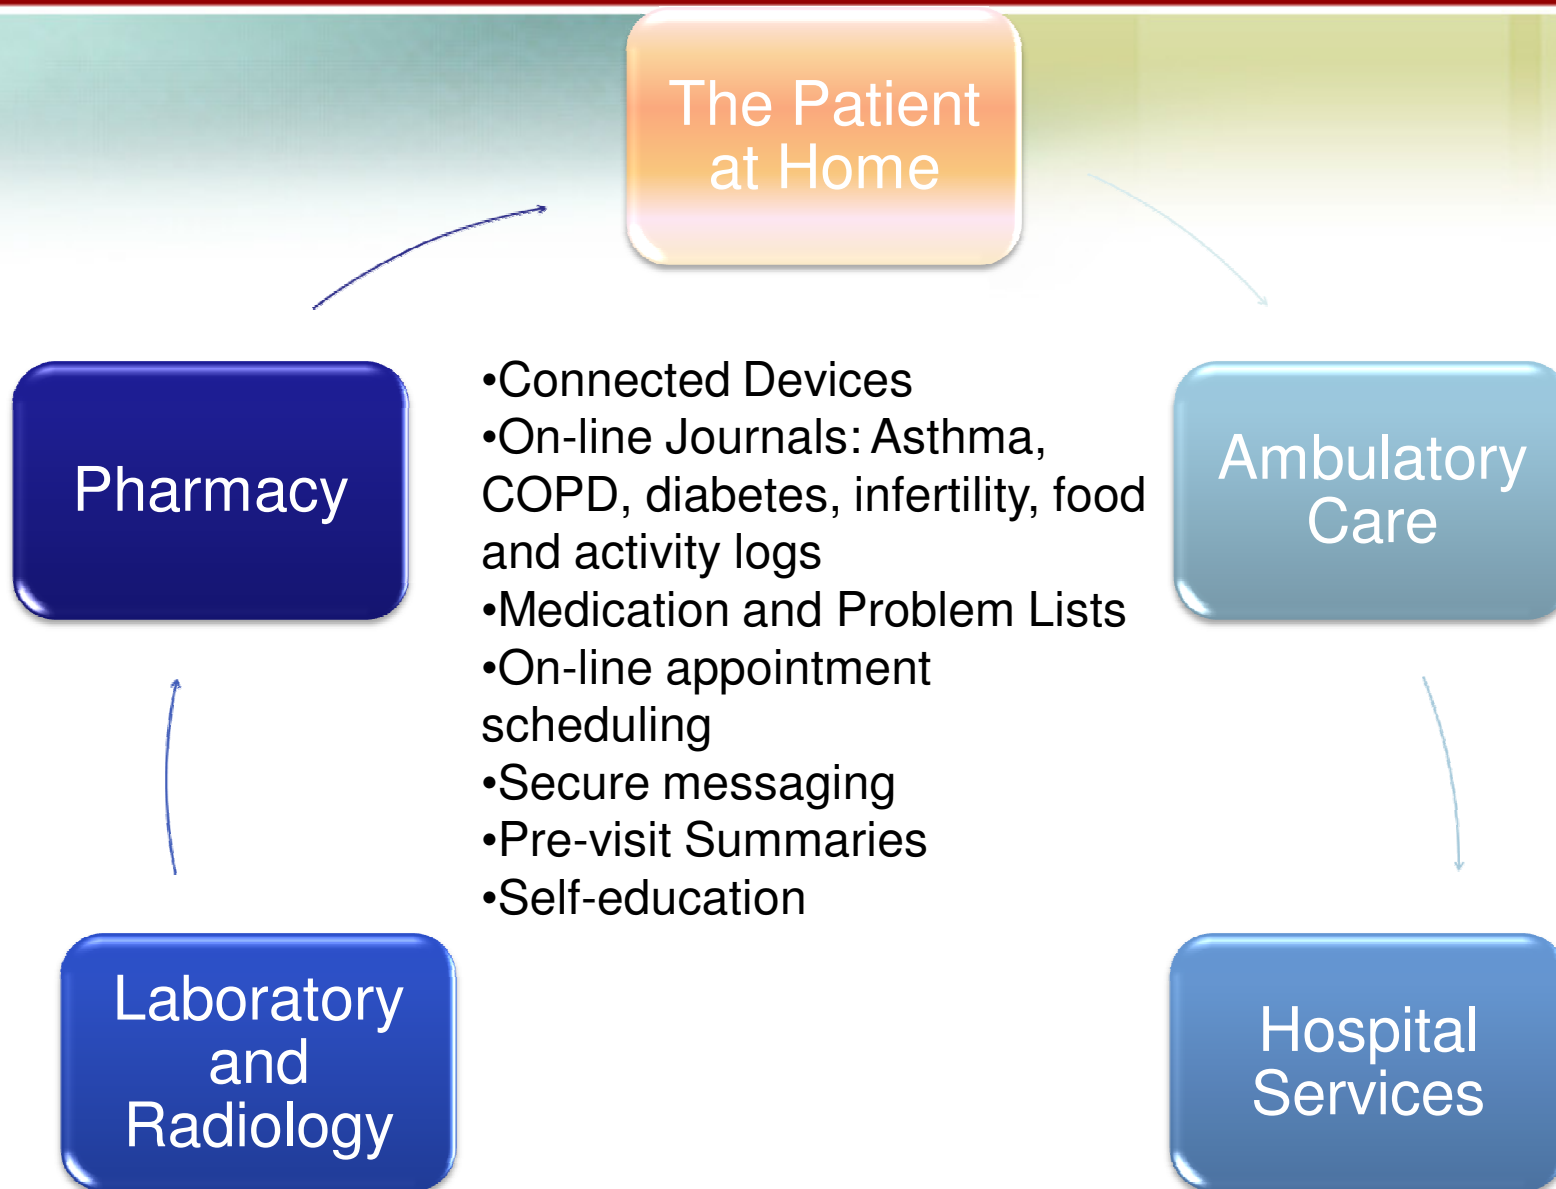 The Patient
at Home
Pharmacy
•Connected Devices
•On-line Journals: Asthma,
COPD, diabetes, infertility, food
and activity logs
•Medication and Problem Lists
•On-line appointment
scheduling
•Secure messaging
•Pre-visit Summaries
•Self-education
Ambulatory
Care
Laboratory
and
Radiology
Hospital
Services